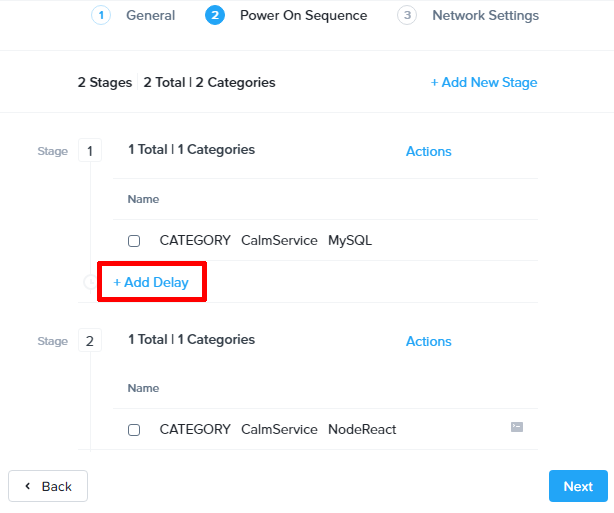 1 General 2 Power On Sequence 3 Network Settings
2 Stages 2 Total | 2 Categories + Add New Stage
Stage 1 1 Total | 1 Categories Actions
Name
CATEGORY CalmService MySQL
+ Add Delay
Stage 2 1 Total | 1 Categories Actions
Name
CATEGORY CalmService NodeReact
Back Next